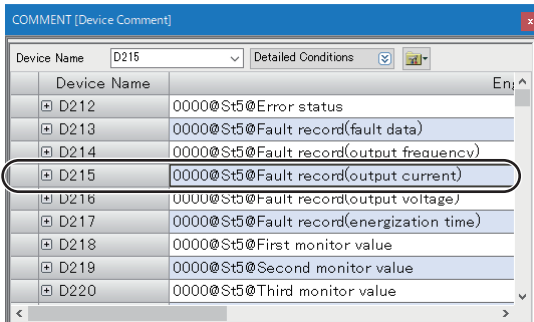 COMMENT [Device Comment]
Device Name D215 Detailed Conditions
Device Name Eng
D212 0000@St5@Error status
D213 0000@St5@Fault record(fault data)
D214 0000@St5@Fault record(output frequency)
D215 0000@St5@Fault record(output current)
D216 0000@St5@Fault record(output voltage)
D217 0000@St5@Fault record(energization time)
D218 0000@St5@First monitor value
D219 0000@St5@Second monitor value
D220 0000@St5@Third monitor value